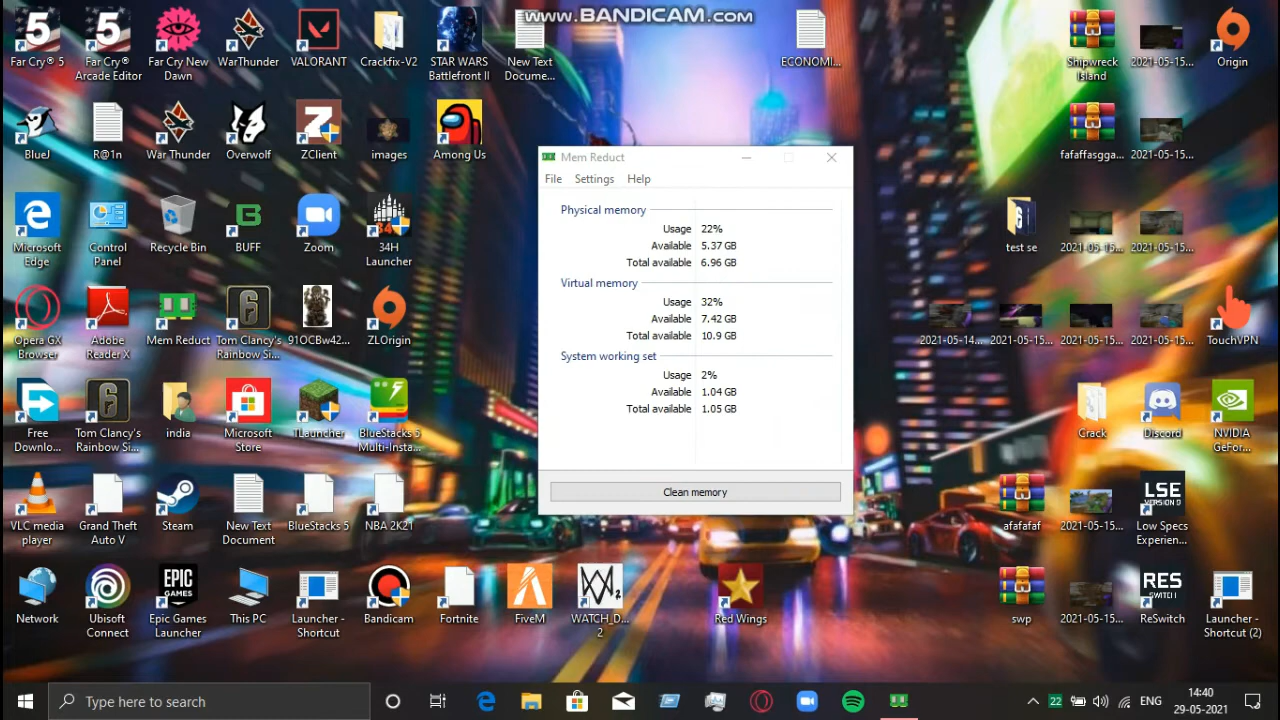 www.BANDICAM.com
Far Cry® 5
Far Cry®
Arcade Editor
Far Cry New
Dawn
WarThunder
VALORANT
Crackfix-V2
STAR WARS
Battlefront II
New Text
Docume...
ECONOMI...
Shipwreck
Island
2021-05-15...
Origin
BlueJ
R@1n
War Thunder
Overwolf
ZClient
images
Among Us
fafaffasgga...
2021-05-15...
Mem Reduct
File Settings Help
Physical memory
Usage 22%
Available 5.37 GB
Total available 6.96 GB
Virtual memory
Usage 32%
Available 7.42 GB
Total available 10.9 GB
System working set
Usage 2%
Available 1.04 GB
Total available 1.05 GB
Clean memory
Microsoft
Edge
Control
Panel
Recycle Bin
BUFF
Zoom
34H
Launcher
test se
2021-05-15...
2021-05-15...
Opera GX
Browser
Adobe
Reader X
Mem Reduct
Tom Clancy's
Rainbow Si...
91OCBw42...
ZLOrigin
2021-05-14...
2021-05-15...
2021-05-15...
2021-05-15...
TouchVPN
Free
Downlo...
Tom Clancy's
Rainbow Si...
india
Microsoft
Store
TLauncher
BlueStacks 5
Multi-Insta...
Crack
Discord
NVIDIA
GeFor...
VLC media
player
Grand Theft
Auto V
Steam
New Text
Document
BlueStacks 5
NBA 2K21
afafafaf
2021-05-15...
LSE
VERSION 0
Low Specs
Experien...
Network
Ubisoft
Connect
EPIC
GAMES
Epic Games
Launcher
This PC
Launcher -
Shortcut
Bandicam
Fortnite
FiveM
WATCH_D...
2
Red Wings
swp
2021-05-15...
RES
SWITCH
ReSwitch
Launcher -
Shortcut (2)
Type here to search
22
ENG
14:40
29-05-2021